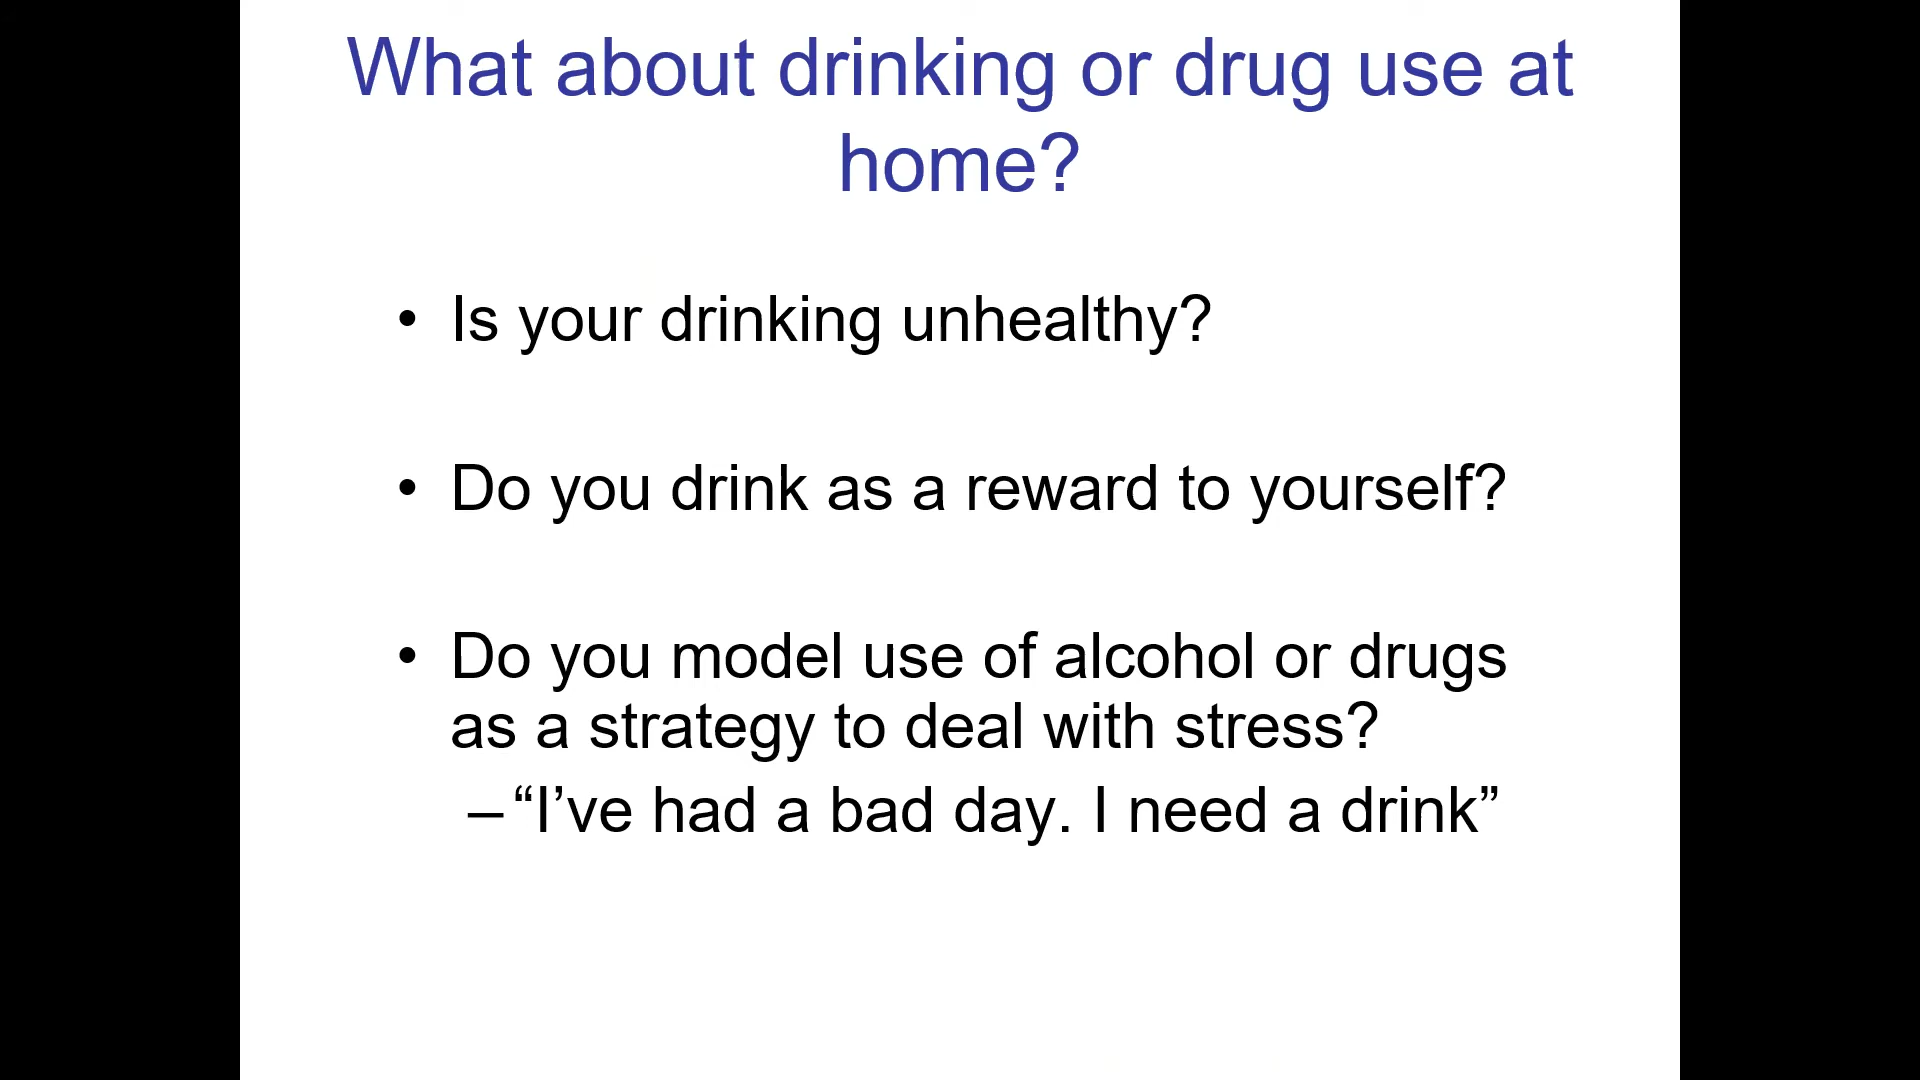 What about drinking or drug use at
home?
• Is your drinking unhealthy?
• Do you drink as a reward to yourself?
• Do you model use of alcohol or drugs
as a strategy to deal with stress?
– “I’ve had a bad day. I need a drink”